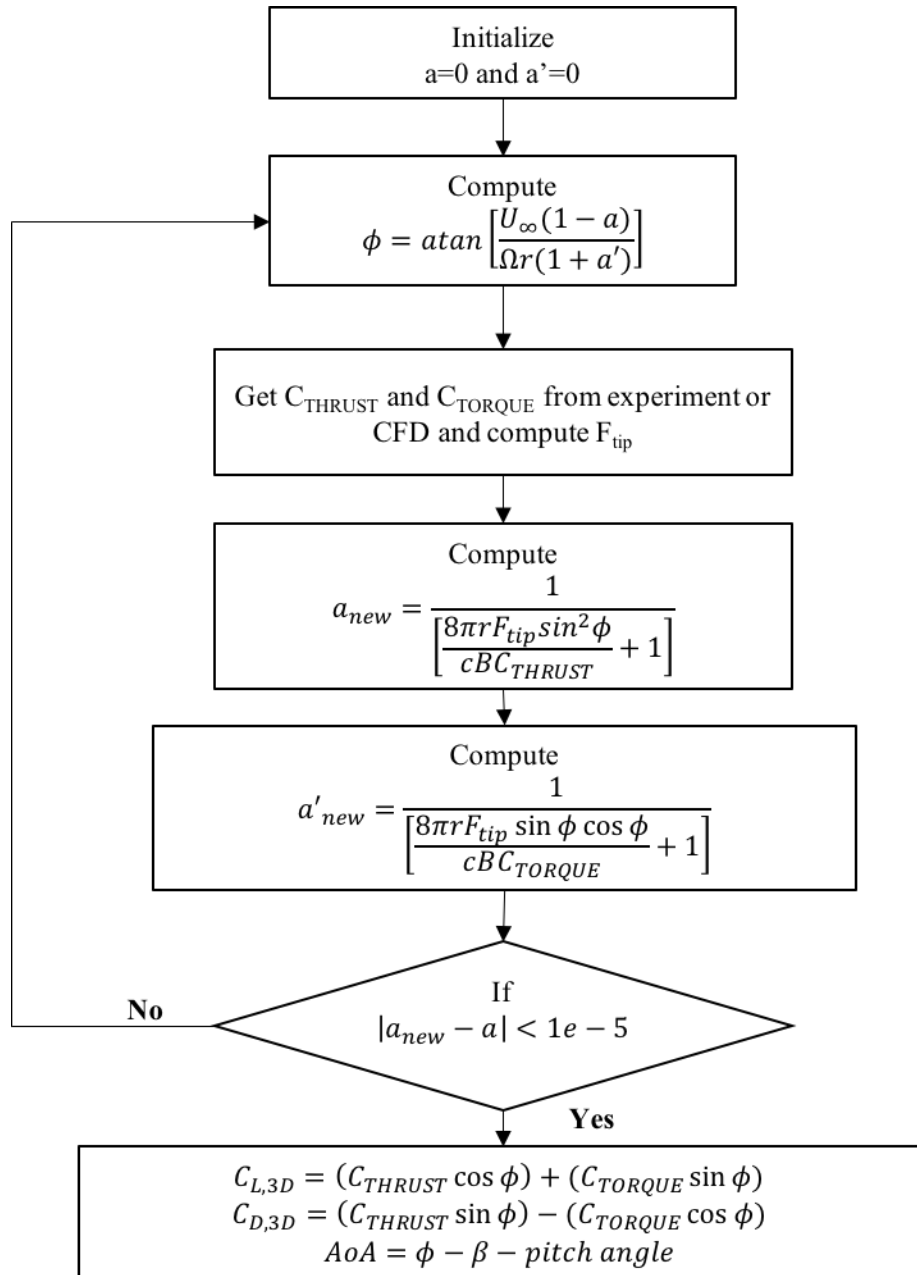 Initialize
a=0 and a’=0
Compute
ϕ = atan [U∞(1 − a) / Ωr(1 + a′)]
Get C_THRUST and C_TORQUE from experiment or
CFD and compute F_tip
Compute
a_new = 1 / [8πrF_tip sin²ϕ / cBC_THRUST + 1]
Compute
a′_new = 1 / [8πrF_tip sin ϕ cos ϕ / cBC_TORQUE + 1]
If
|a_new − a| < 1e − 5
No
Yes
C_L,3D = (C_THRUST cos ϕ) + (C_TORQUE sin ϕ)
C_D,3D = (C_THRUST sin ϕ) − (C_TORQUE cos ϕ)
AoA = ϕ − β − pitch angle